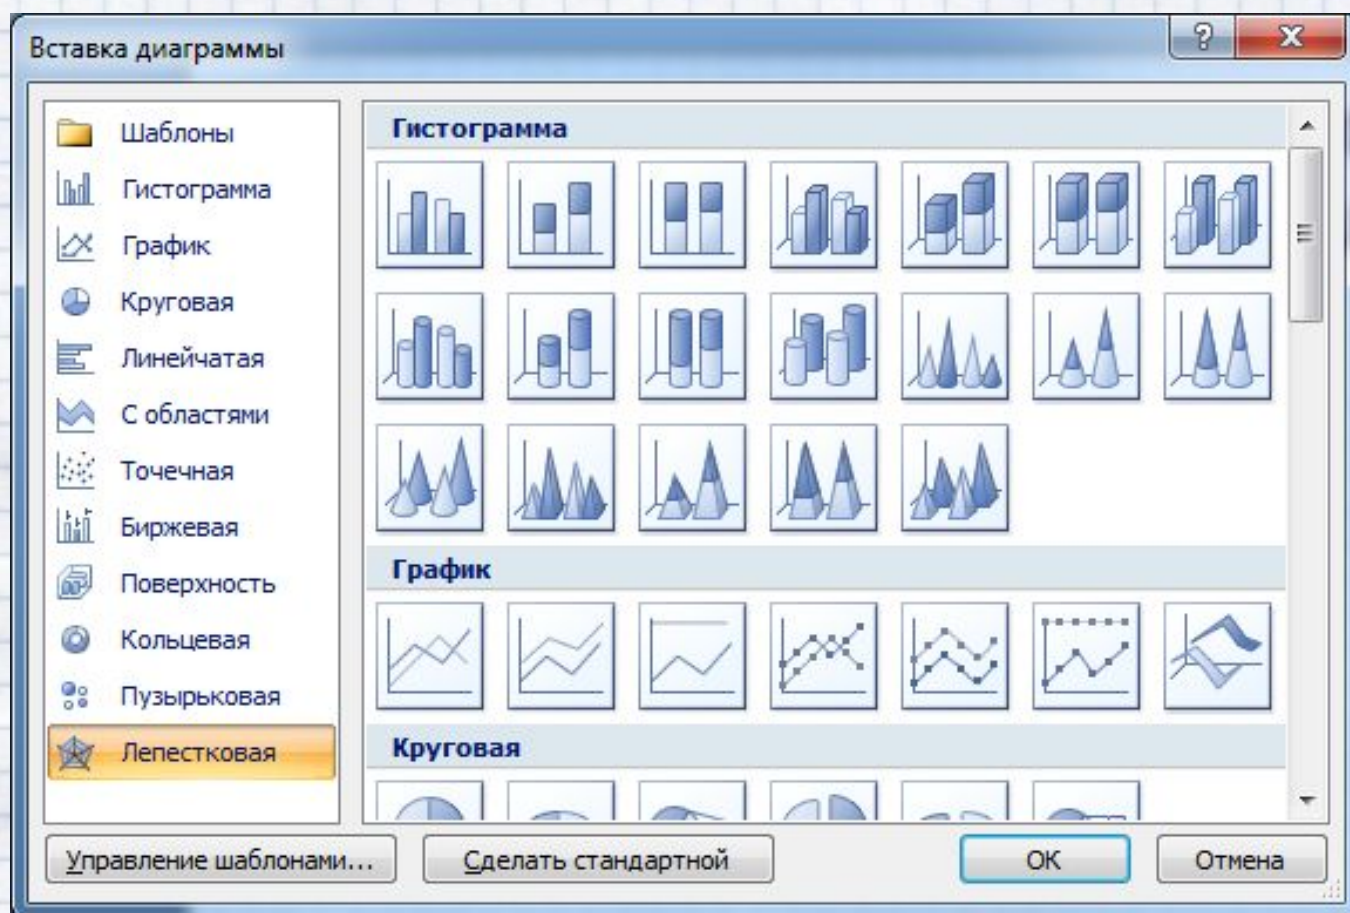 Вставка диаграммы
Шаблоны
Гистограмма
График
Круговая
Линейчатая
С областями
Точечная
Биржевая
Поверхность
Кольцевая
Пузырьковая
Лепестковая
Гистограмма
График
Круговая
Управление шаблонами...
Сделать стандартной
ОК
Отмена